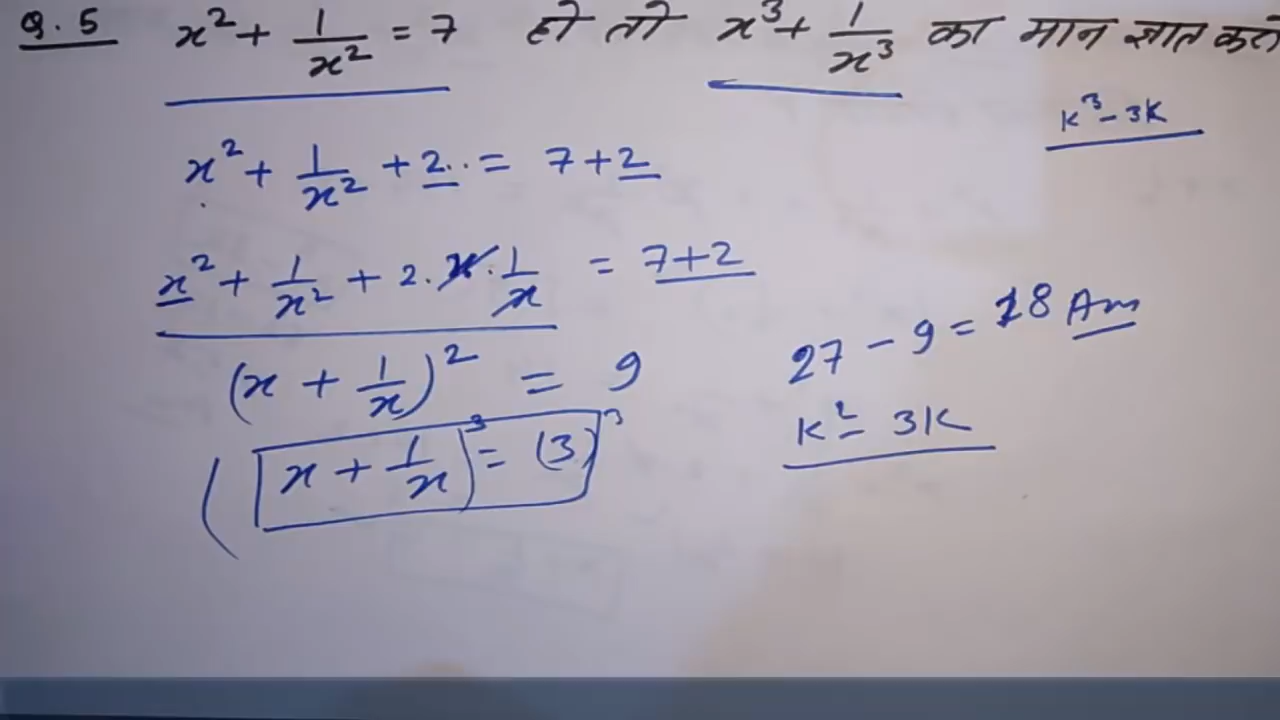 Q. 5 x² + 1/x² = 7 हो तो x³ + 1/x³ का मान ज्ञात करो
k³ - 3k
x² + 1/x² + 2.. = 7 + 2
x² + 1/x² + 2 . x . 1/x = 7 + 2
27 - 9 = 18 Ans
(x + 1/x)² = 9
k² - 3k
(x + 1/x)³ = (3)³